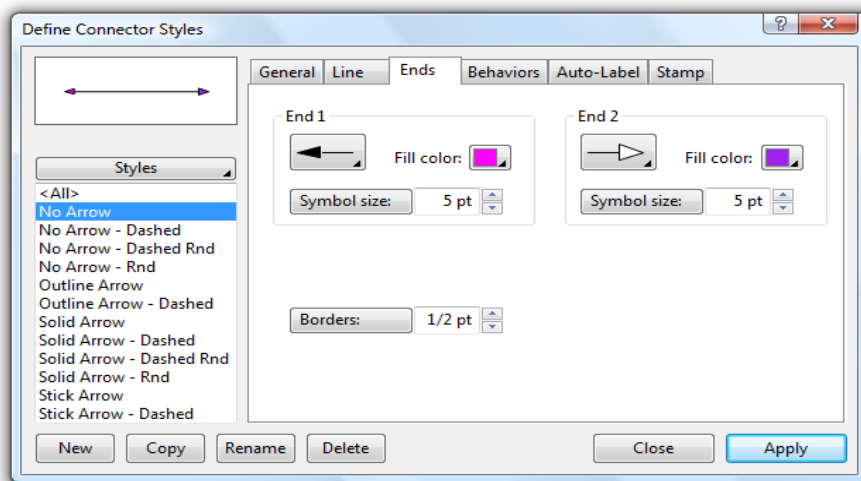 Define Connector Styles
?
General Line Ends Behaviors Auto-Label Stamp
End 1
Fill color:
Symbol size: 5 pt
End 2
Fill color:
Symbol size: 5 pt
Borders: 1/2 pt
Styles
<All>
No Arrow
No Arrow - Dashed
No Arrow - Dashed Rnd
No Arrow - Rnd
Outline Arrow
Outline Arrow - Dashed
Solid Arrow
Solid Arrow - Dashed
Solid Arrow - Dashed Rnd
Solid Arrow - Rnd
Stick Arrow
Stick Arrow - Dashed
New Copy Rename Delete Close Apply